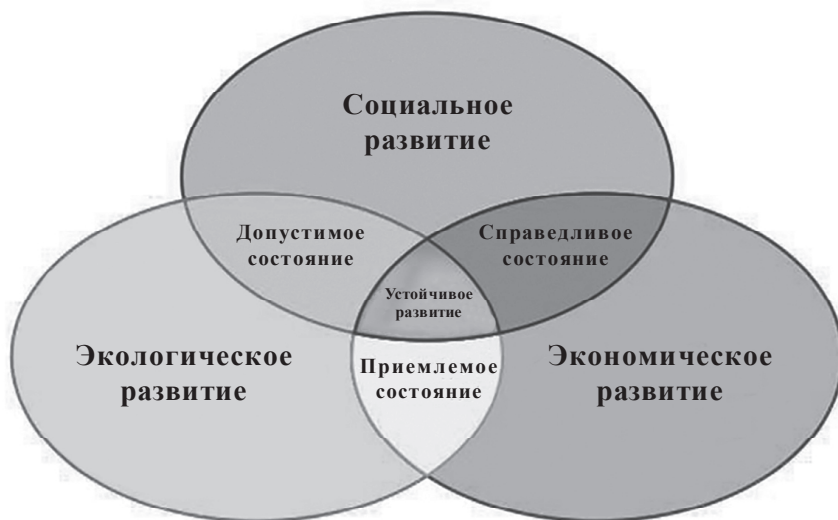 Социальное
развитие
Допустимое
состояние
Справедливое
состояние
Устойчивое
развитие
Экологическое
развитие
Приемлемое
состояние
Экономическое
развитие